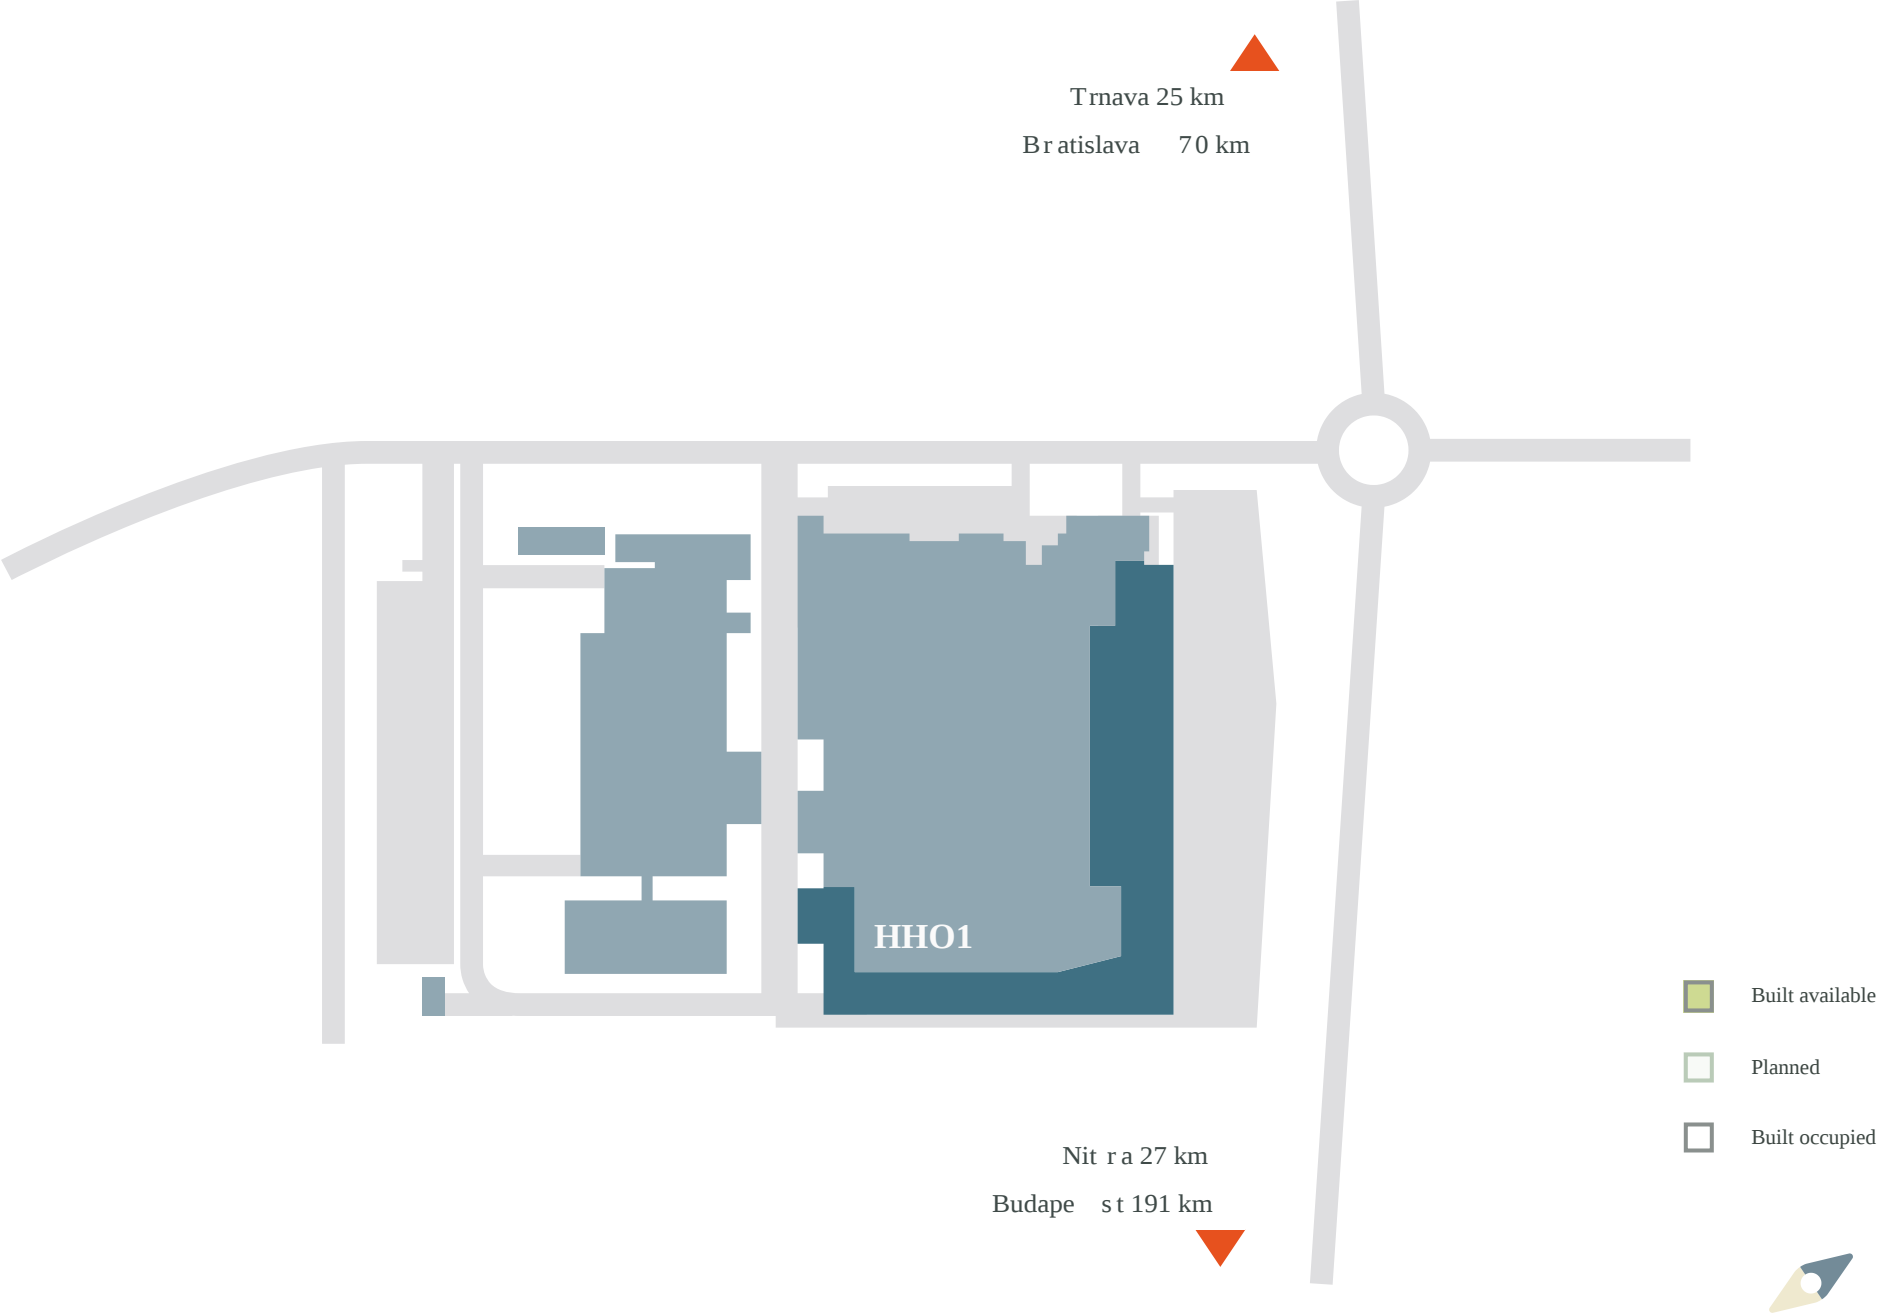 Trnava 25 km
Bratislava 70 km
HHO1
Built available
Planned
Built occupied
Nitra 27 km
Budapest 191 km